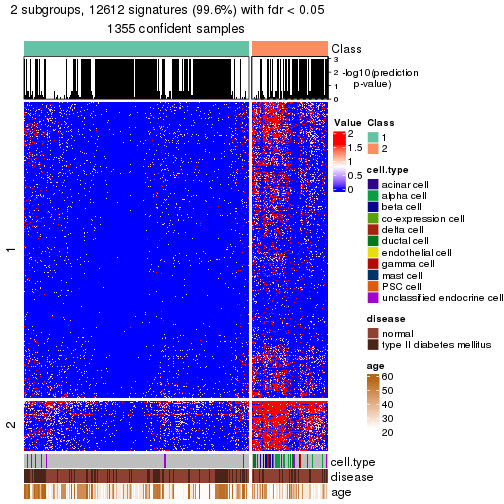 2 subgroups, 12612 signatures (99.6%) with fdr < 0.05
1355 confident samples
Class
3
2
1
0
-log10(prediction
p-value)
Value
2
1.5
1
0.5
0
Class
1
2
cell.type
acinar cell
alpha cell
beta cell
co-expression cell
delta cell
ductal cell
endothelial cell
gamma cell
mast cell
PSC cell
unclassified endocrine cell
disease
normal
type II diabetes mellitus
age
60
50
40
30
20
1
2
cell.type
disease
age